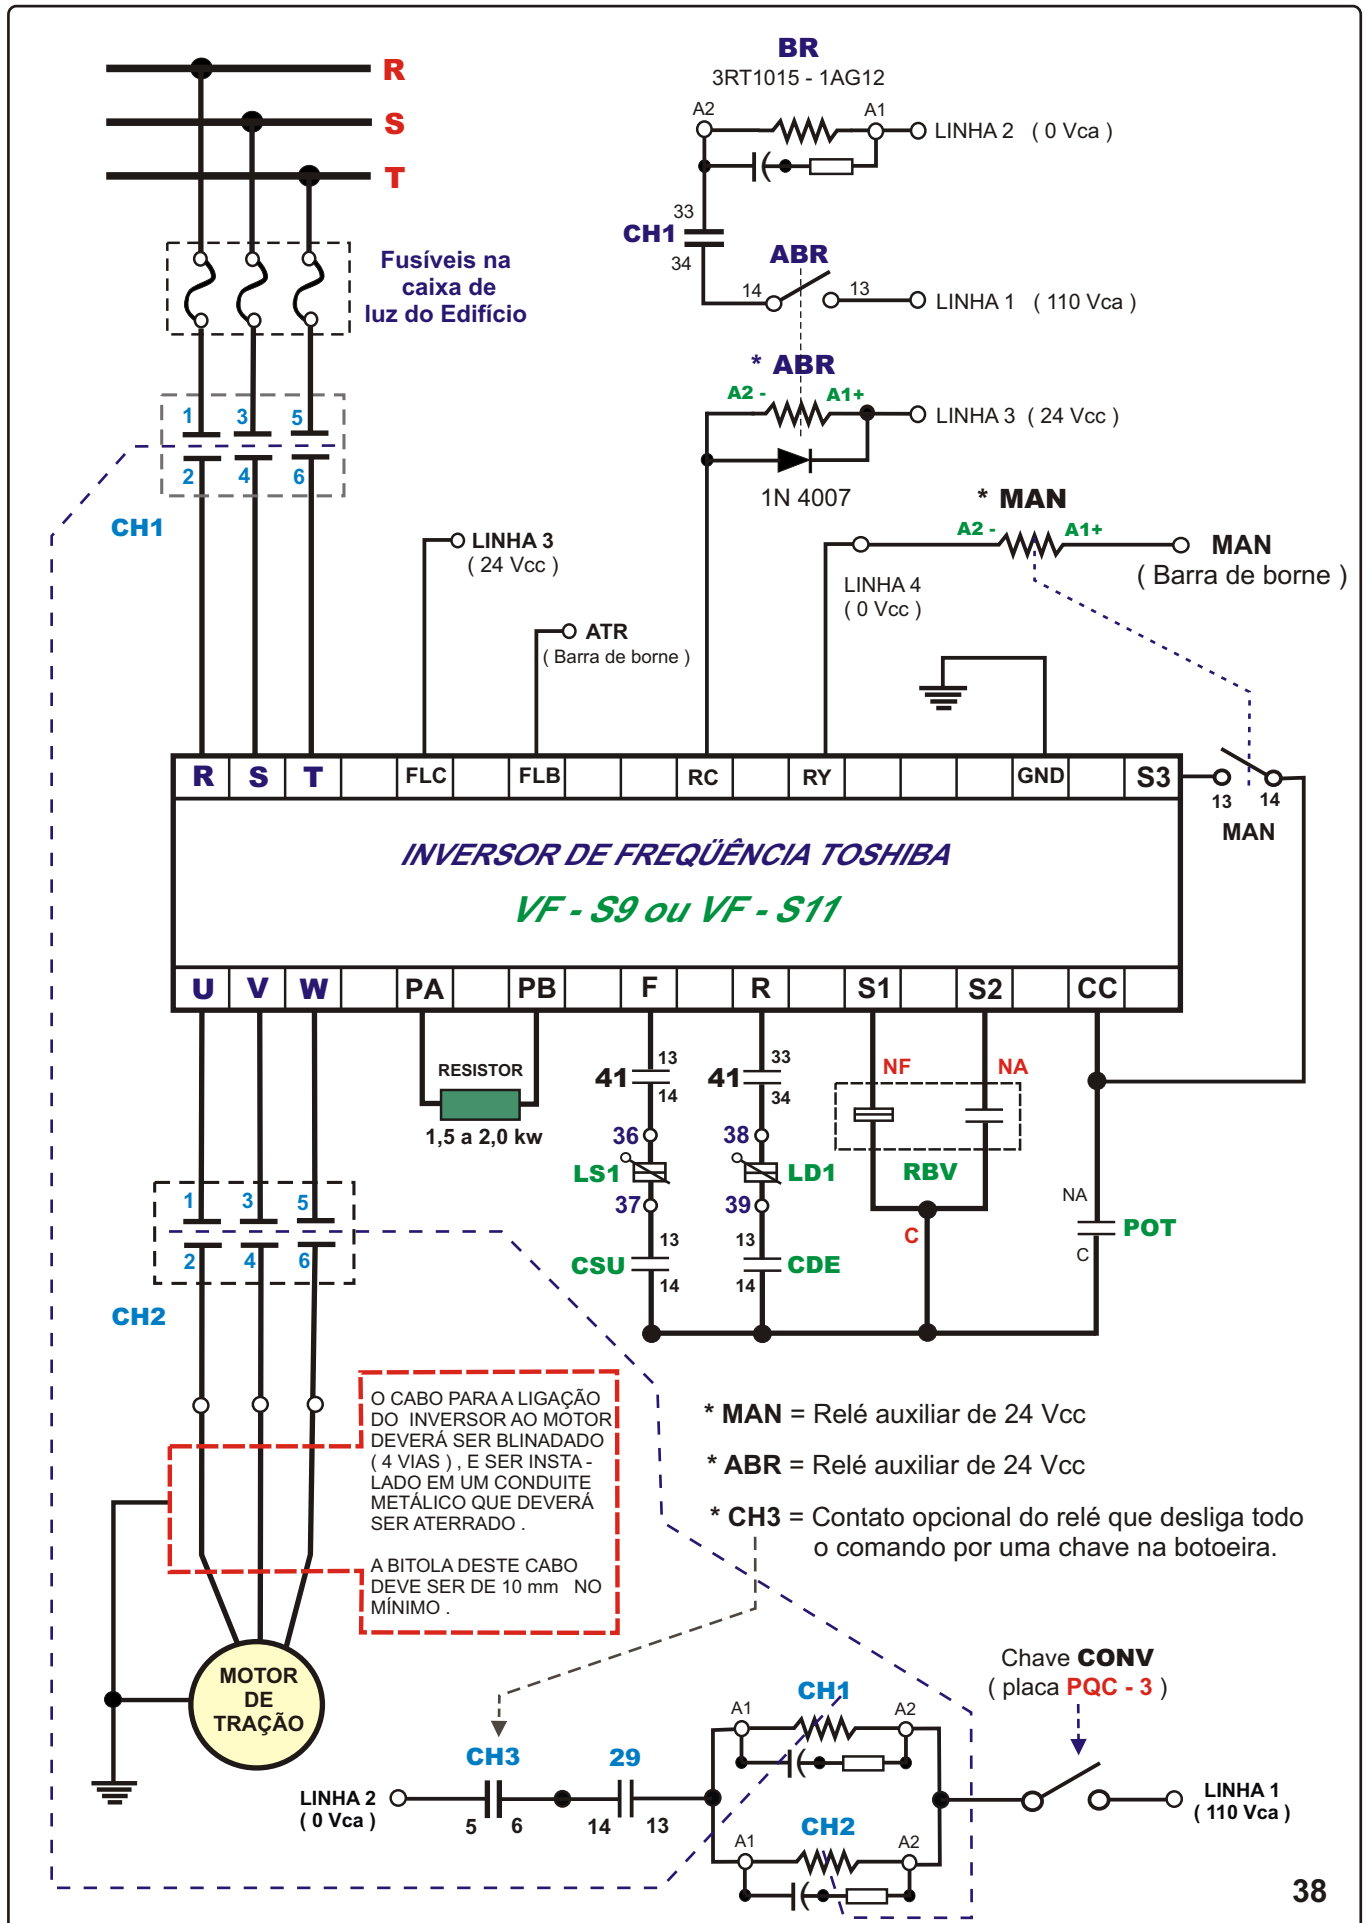 BR
3RT1015 - 1AG12
R
A2
A1
LINHA 2 ( 0 Vca )
S
T
33
CH1
34
ABR
14
13
LINHA 1 ( 110 Vca )
Fusíveis na
caixa de
luz do Edifício
* ABR
A2 -
A1+
LINHA 3 ( 24 Vcc )
1N 4007
1
3
5
2
4
6
CH1
* MAN
A2 -
A1+
MAN
( Barra de borne )
LINHA 4
( 0 Vcc )
LINHA 3
( 24 Vcc )
ATR
( Barra de borne )
R
S
T
FLC
FLB
RC
RY
GND
S3
13
14
MAN
INVERSOR DE FREQÜÊNCIA TOSHIBA
VF - S9 ou VF - S11
U
V
W
PA
PB
F
R
S1
S2
CC
RESISTOR
1,5 a 2,0 kw
41
13
14
41
33
34
NF
NA
RBV
C
36
LS1
37
38
LD1
39
CSU
13
14
13
14
CDE
NA
POT
C
1
3
5
2
4
6
CH2
O CABO PARA A LIGAÇÃO
DO INVERSOR AO MOTOR
DEVERÁ SER BLINADADO
( 4 VIAS ) , E SER INSTA -
LADO EM UM CONDUITE
METÁLICO QUE DEVERÁ
SER ATERRADO .
A BITOLA DESTE CABO
DEVE SER DE 10 mm NO
MÍNIMO .
* MAN = Relé auxiliar de 24 Vcc
* ABR = Relé auxiliar de 24 Vcc
* CH3 = Contato opcional do relé que desliga todo
o comando por uma chave na botoeira.
MOTOR
DE
TRAÇÃO
Chave CONV
( placa PQC - 3 )
CH1
A1
A2
CH3
29
LINHA 2
( 0 Vca )
5
6
14
13
CH2
A1
A2
LINHA 1
( 110 Vca )
38